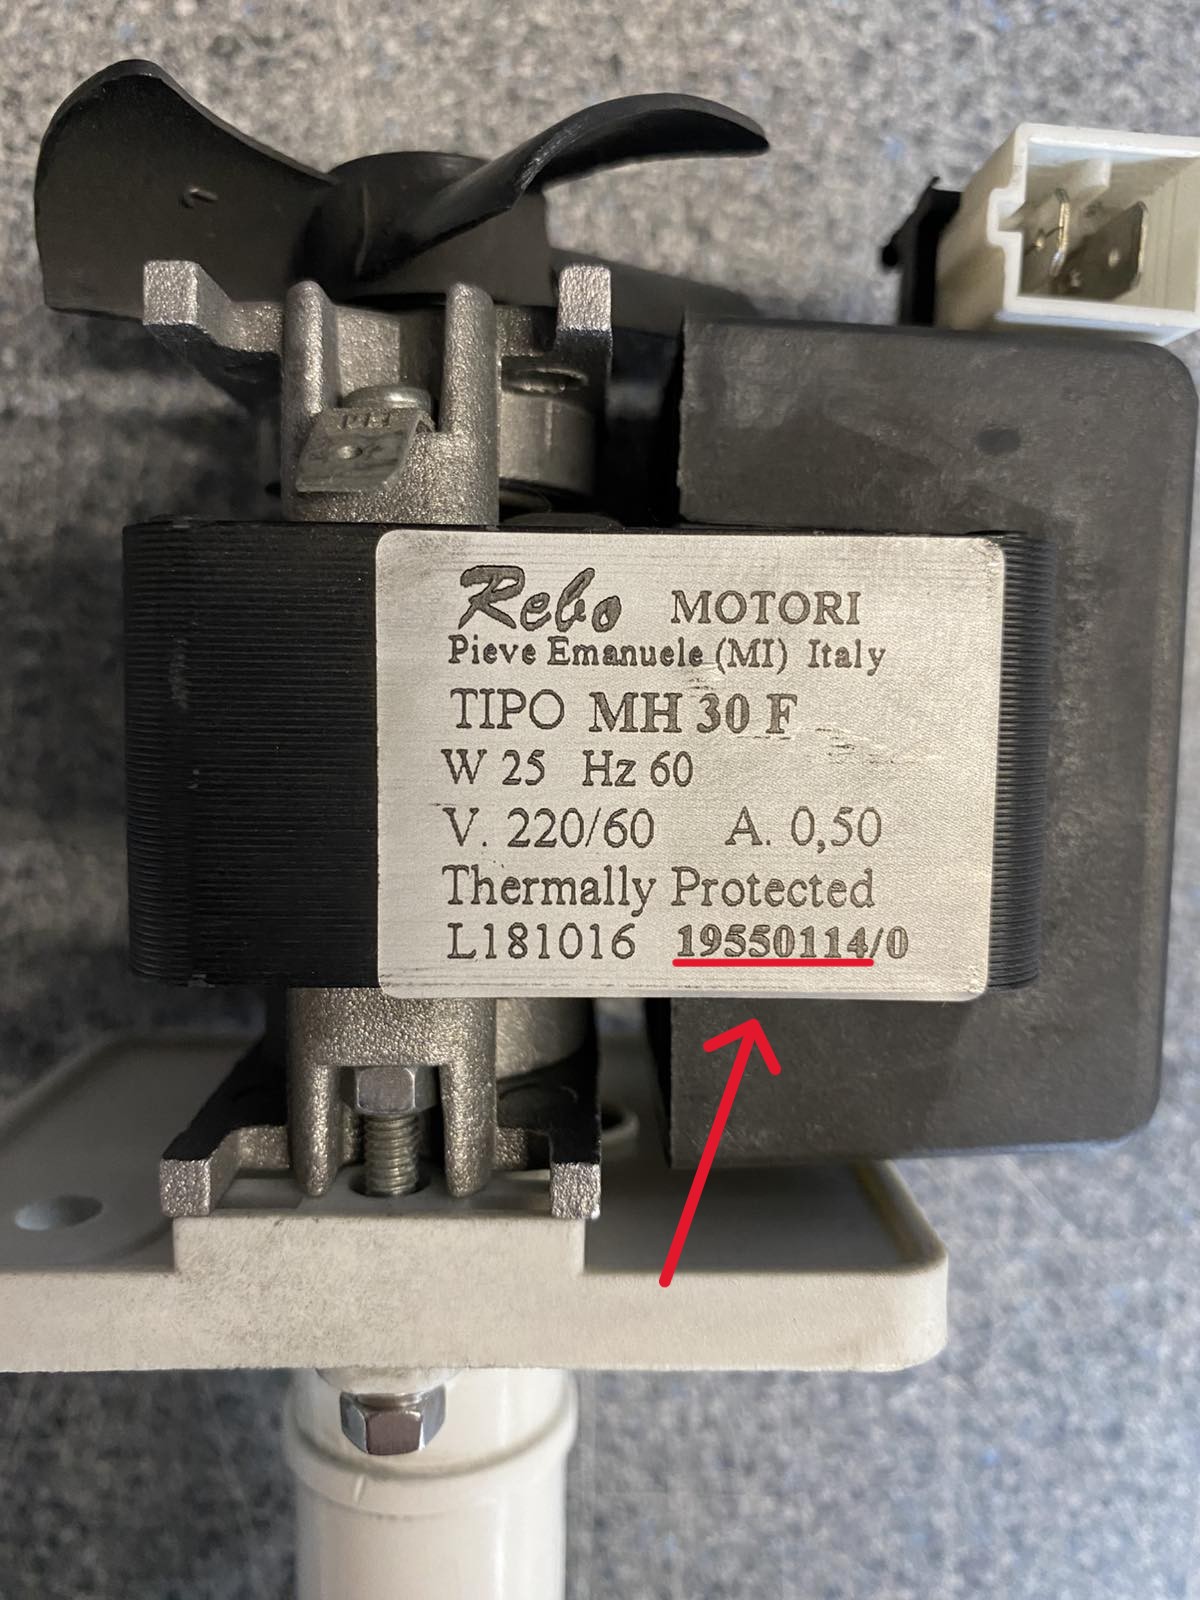 Rebo MOTORI
Pieve Emanuele (MI) Italy
TIPO MH 30 F
W 25 Hz 60
V. 220/60 A. 0,50
Thermally Protected
L181016 19550114/0